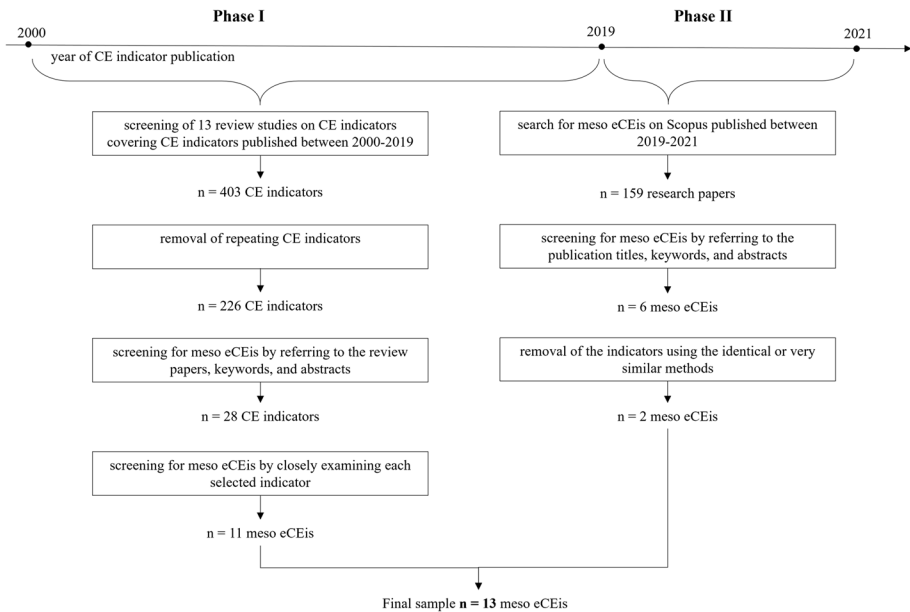 Phase I
Phase II
2000
2019
2021
year of CE indicator publication
screening of 13 review studies on CE indicators
covering CE indicators published between 2000-2019
n = 403 CE indicators
removal of repeating CE indicators
n = 226 CE indicators
screening for meso eCEis by referring to the review
papers, keywords, and abstracts
n = 28 CE indicators
screening for meso eCEis by closely examining each
selected indicator
n = 11 meso eCEis
search for meso eCEis on Scopus published between
2019-2021
n = 159 research papers
screening for meso eCEis by referring to the
publication titles, keywords, and abstracts
n = 6 meso eCEis
removal of the indicators using the identical or very
similar methods
n = 2 meso eCEis
Final sample n = 13 meso eCEis